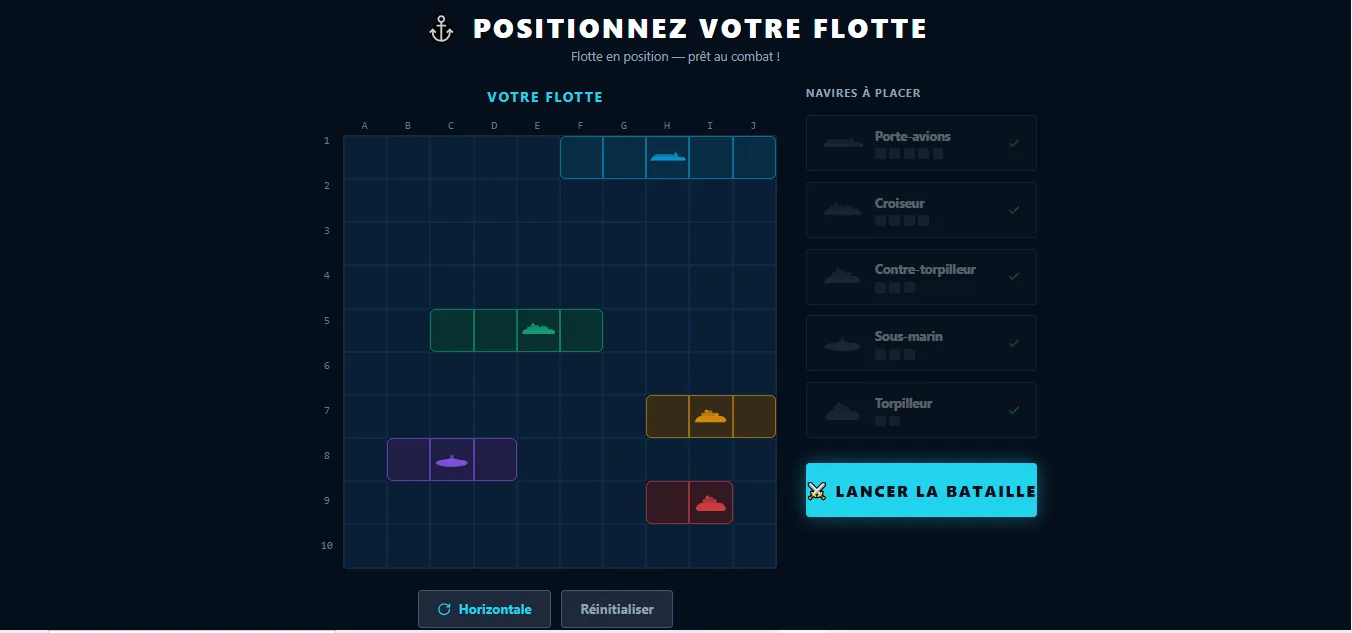 POSITIONNEZ VOTRE FLOTTE
Flotte en position — prêt au combat !
VOTRE FLOTTE
A B C D E F G H I J
1
2
3
4
5
6
7
8
9
10
Horizontale
Réinitialiser
NAVIRES À PLACER
Porte-avions
Croiseur
Contre-torpilleur
Sous-marin
Torpilleur
LANCER LA BATAILLE